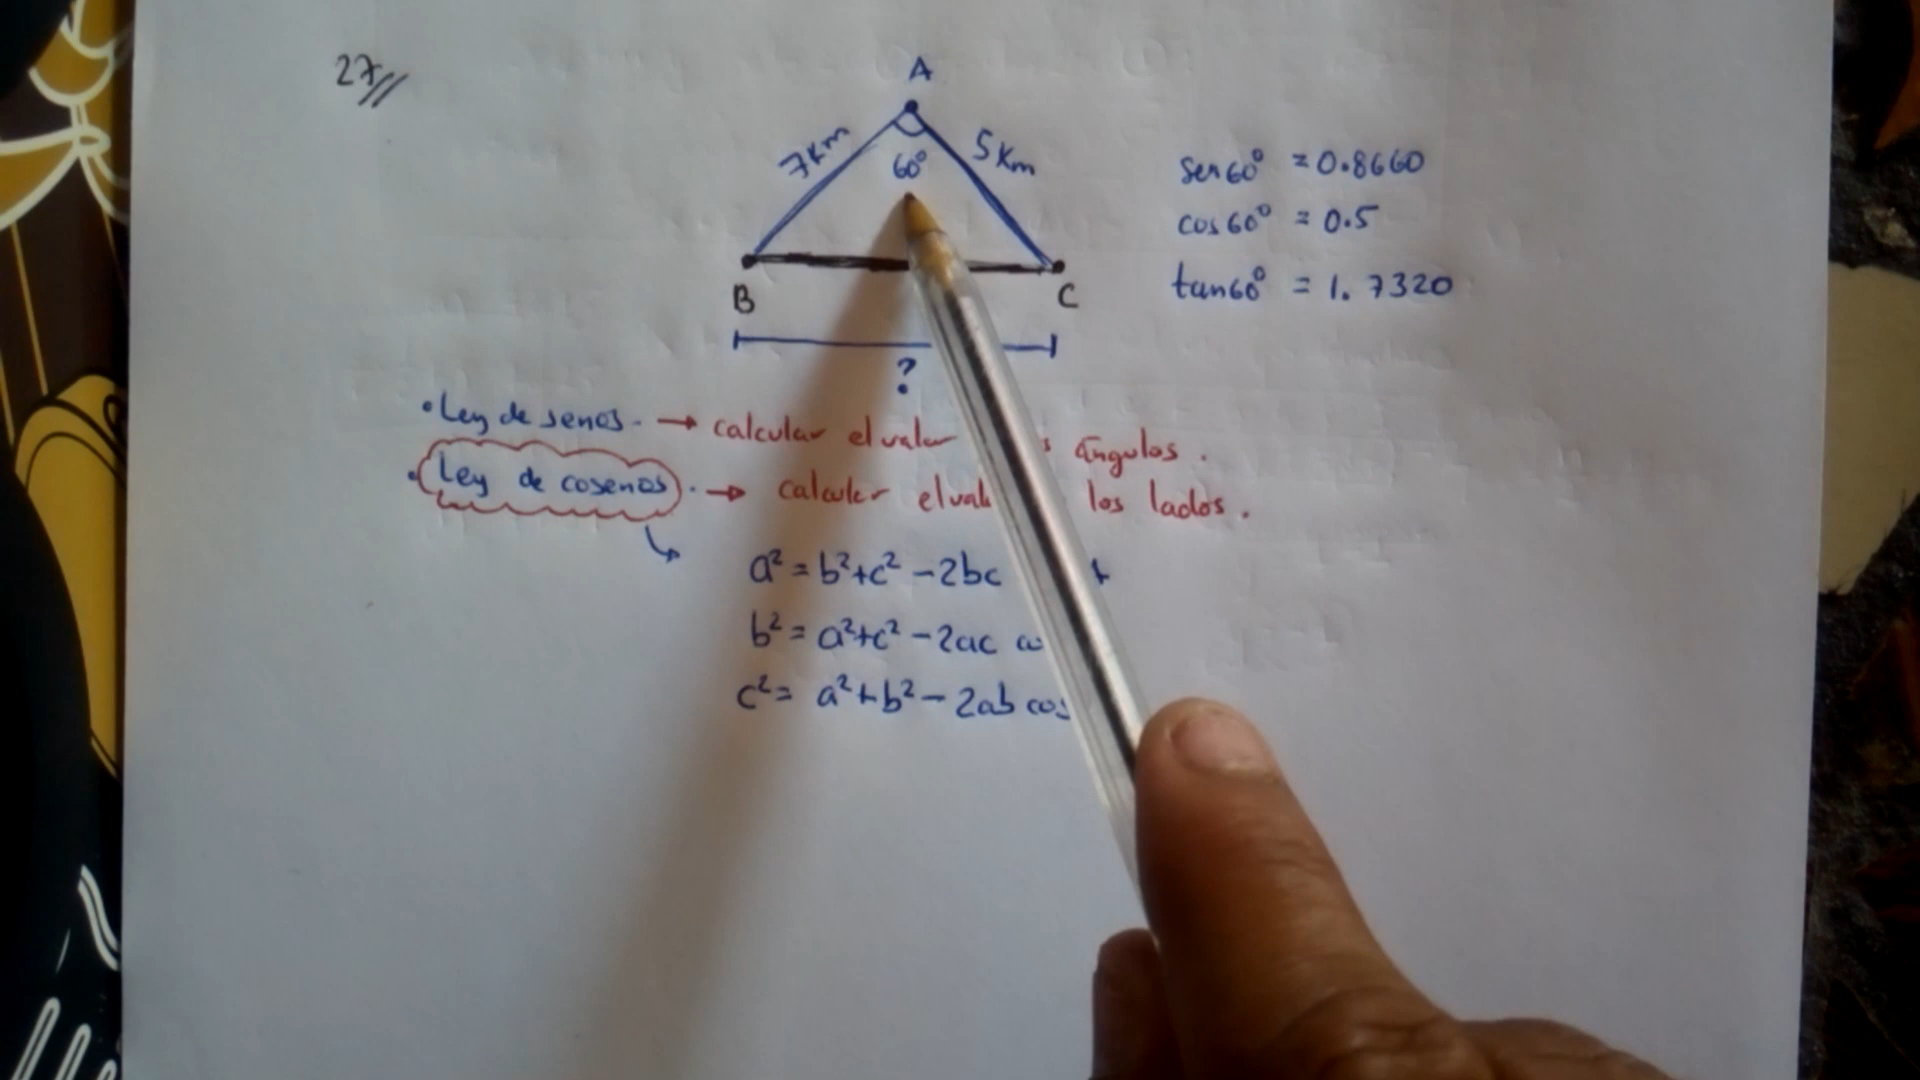 27//
A
7Km
5Km
60°
B
C
?
sen60° = 0.8660
cos60° = 0.5
tan60° = 1.7320
• Ley de senos. → calcular el valor ángulos.
• Ley de cosenos. → calcular el los lados.
a² = b²+c² -2bc
b² = a²+c² -2ac
c² = a²+b² - 2ab cos